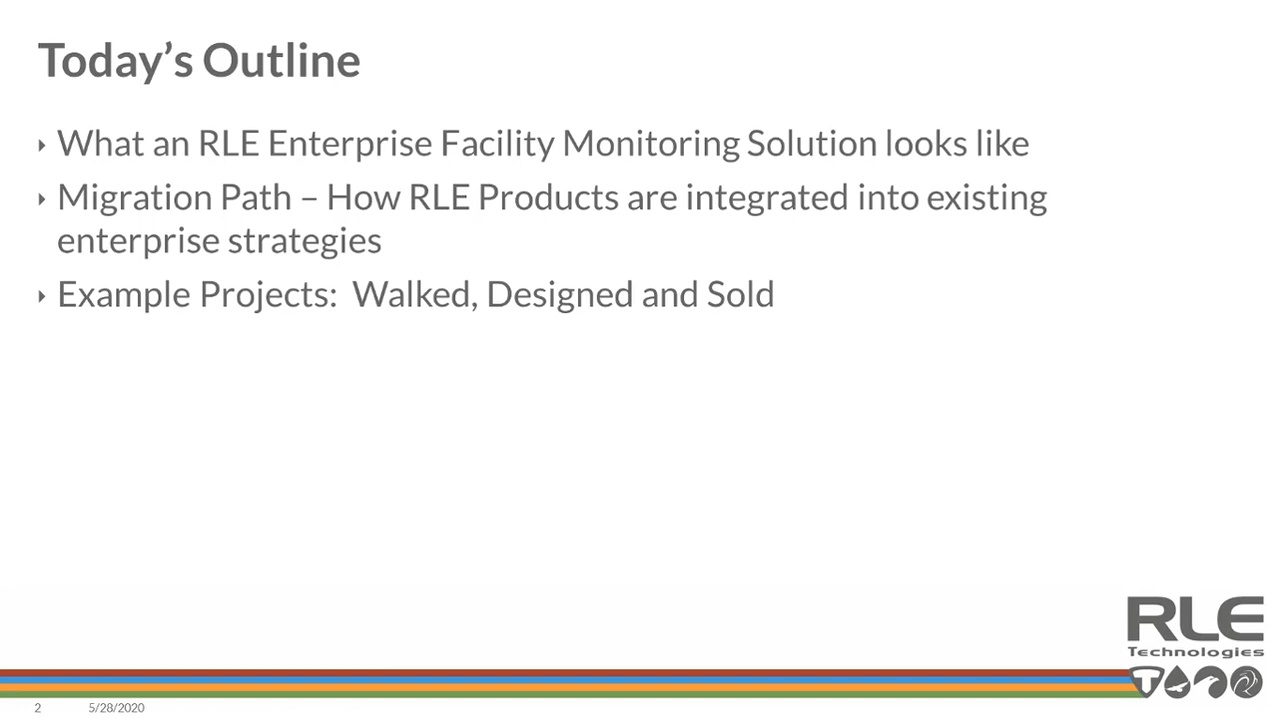 Today’s Outline
What an RLE Enterprise Facility Monitoring Solution looks like
Migration Path – How RLE Products are integrated into existing
enterprise strategies
Example Projects:  Walked, Designed and Sold
RLE
Technologies
2 5/28/2020